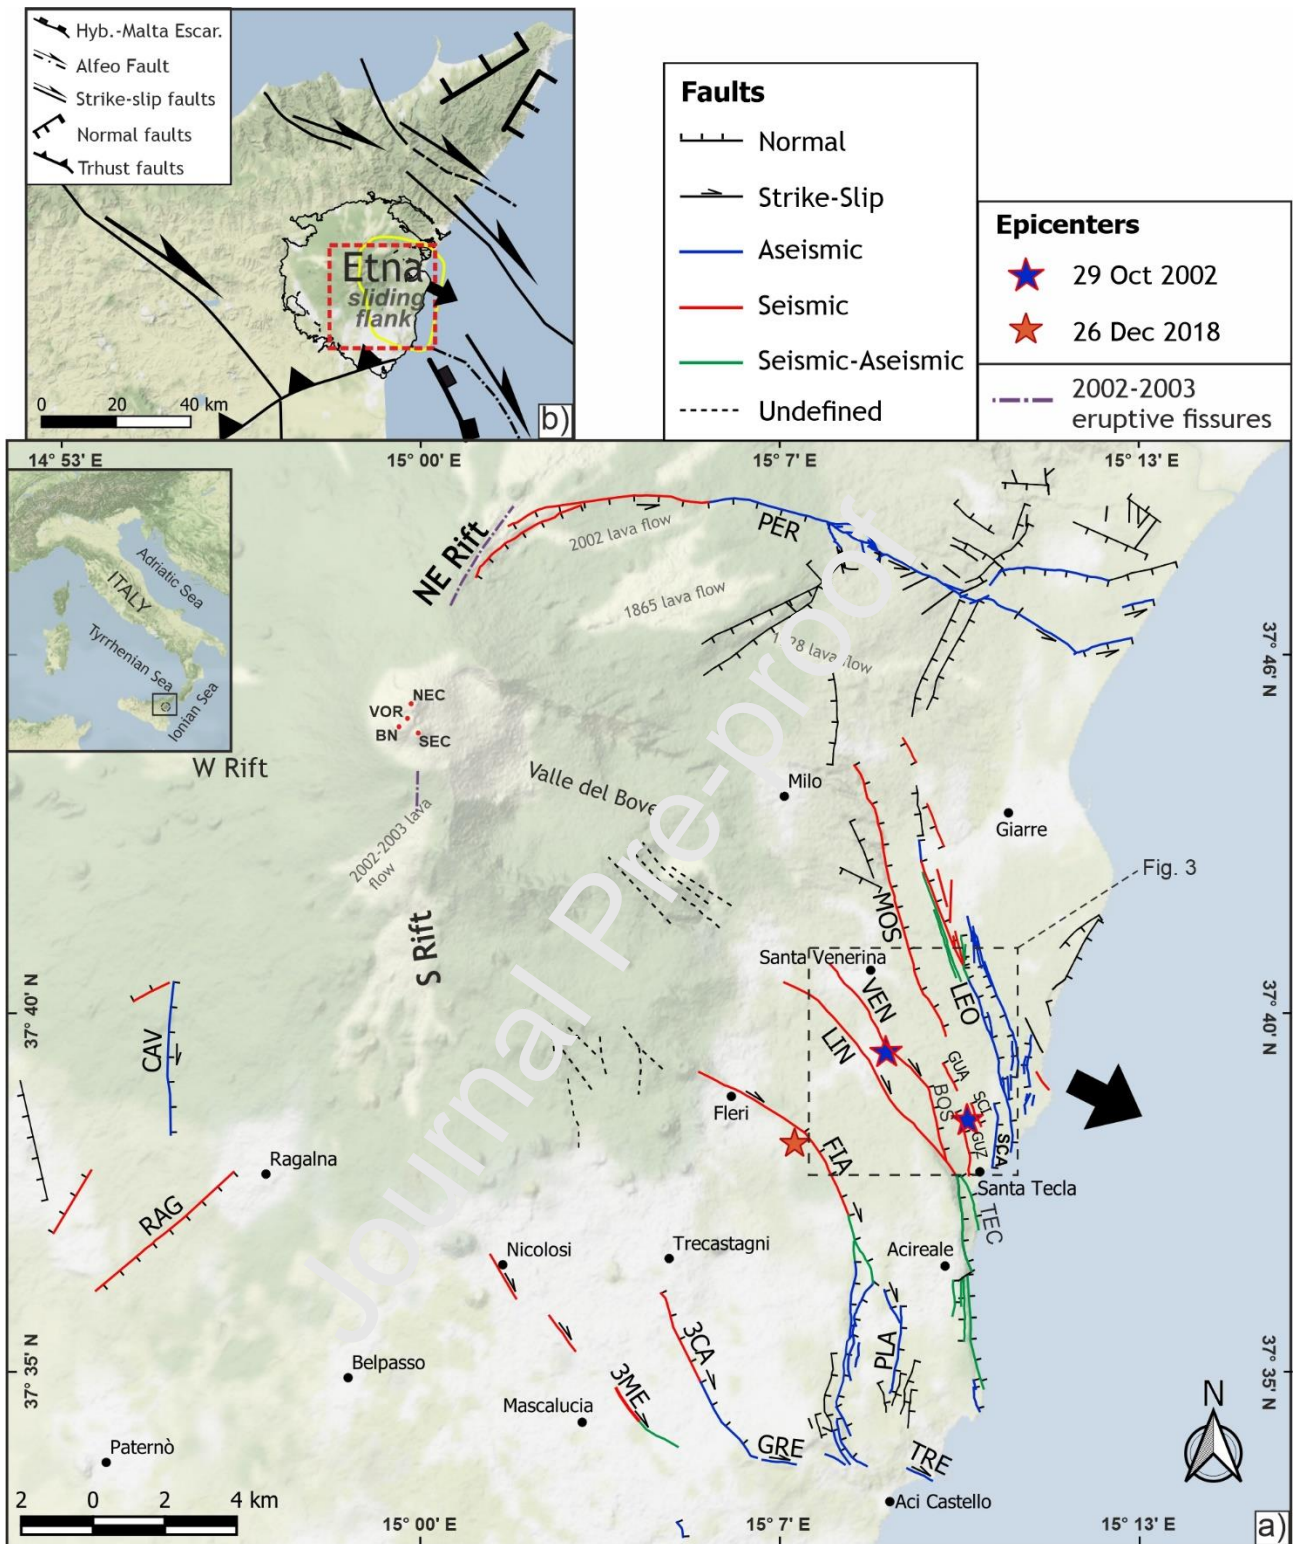 Hyb.-Malta Escar.
Alfeo Fault
Strike-slip faults
Normal faults
Trhust faults
Etna
sliding
flank
0 20 40 km
b)
Faults
Normal
Strike-Slip
Aseismic
Seismic
Seismic-Aseismic
Undefined
Epicenters
29 Oct 2002
26 Dec 2018
2002-2003
eruptive fissures
14° 53' E
15° 00' E
15° 7' E
15° 13' E
ITALY
Adriatic Sea
Tyrrhenian Sea
Ionian Sea
NE Rift
2002 lava flow
PER
1865 lava flow
28 lava flow
37° 46' N
NEC
VOR
BN
SEC
W Rift
Valle del Bove
Milo
Giarre
2002-2003 lava
flow
Fig. 3
S Rift
MOS
Santa Venerina
VEN
LEO
37° 40' N
37° 40' N
CAV
LIN
GUA
BOS
SCI
GUZ
SCA
Fleri
FIA
Santa Tecla
TEC
Ragalna
RAG
Nicolosi
Trecastagni
Acireale
37° 35' N
37° 35' N
Belpasso
3CA
PLA
3ME
Mascalucia
GRE
TRE
N
Paternò
Aci Castello
2 0 2 4 km
15° 00' E
15° 7' E
15° 13' E
a)
Journal Pre-proof